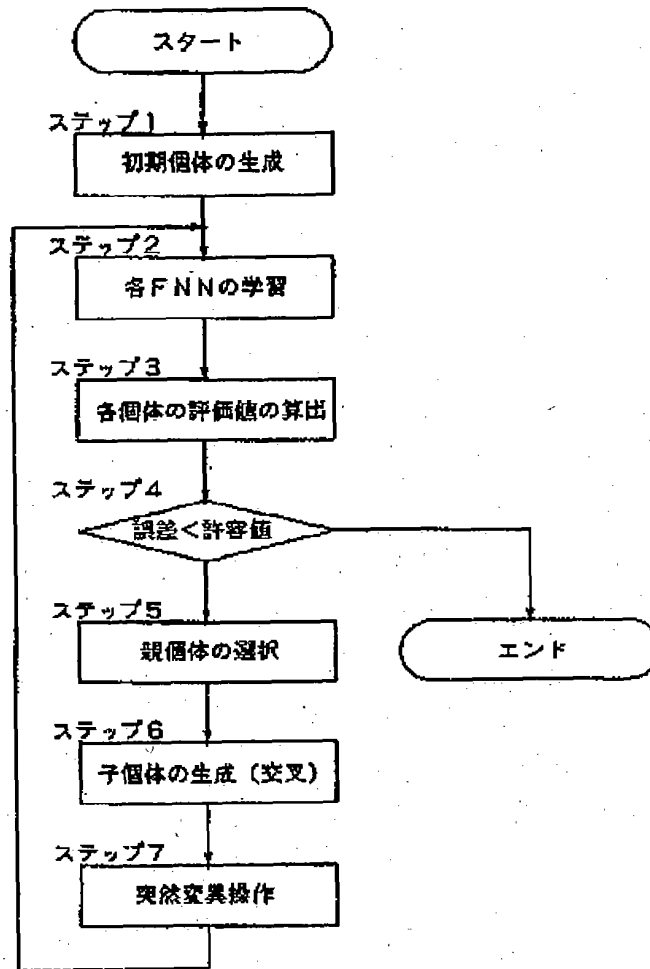 スタート
ステップ1
初期個体の生成
ステップ2
各FNNの学習
ステップ3
各個体の評価値の算出
ステップ4
誤差<許容値
ステップ5
親個体の選択
エンド
ステップ6
子個体の生成(交叉)
ステップ7
突然変異操作